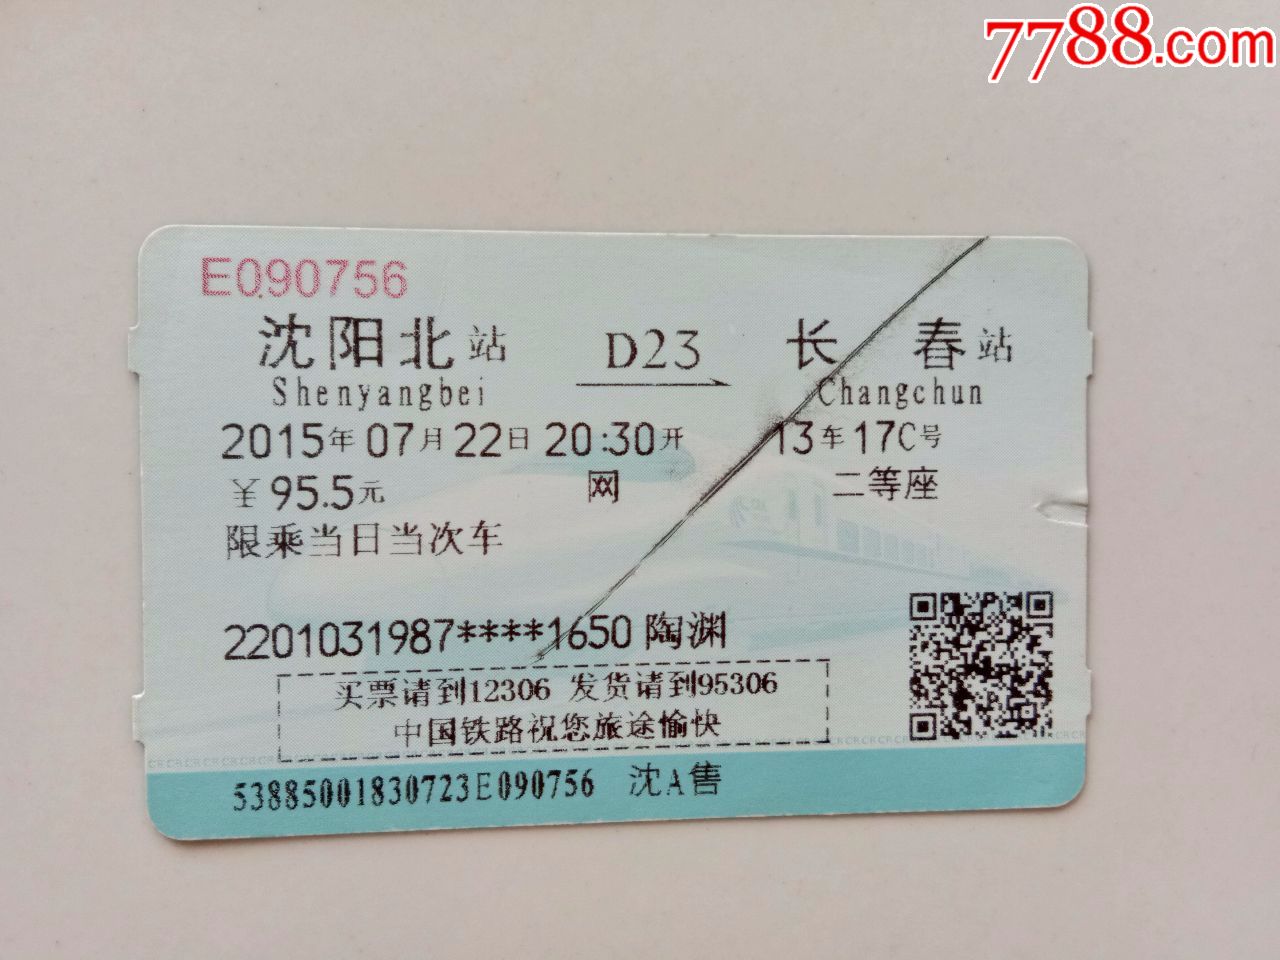 7788.com
E090756
沈阳北站 D23 长春站
Shenyangbei Changchun
2015年07月22日 20:30开 13车17C号
￥95.5元 网 二等座
限乘当日当次车
2201031987****1650 陶渊
买票请到12306 发货请到95306
中国铁路祝您旅途愉快
53885001830723E090756 沈A售